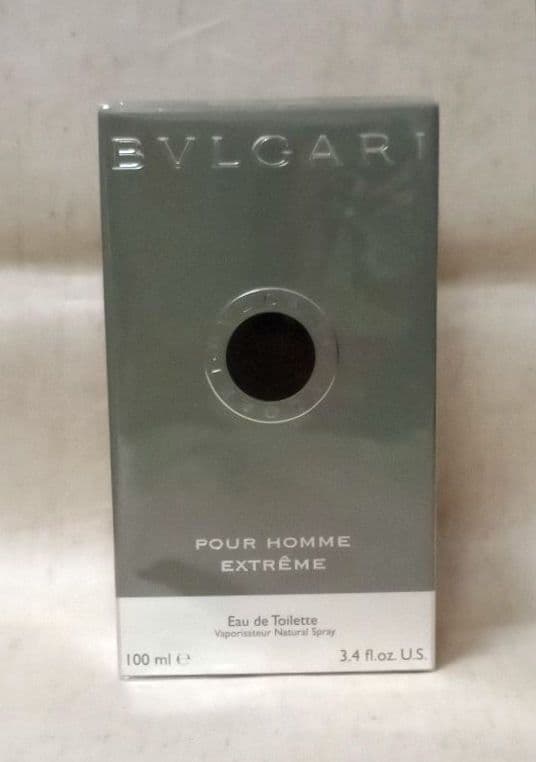 BVLGARI
POUR HOMME
EXTRÊME
Eau de Toilette
Vaporisateur Natural Spray
100 ml ℮ 3.4 fl.oz. U.S.